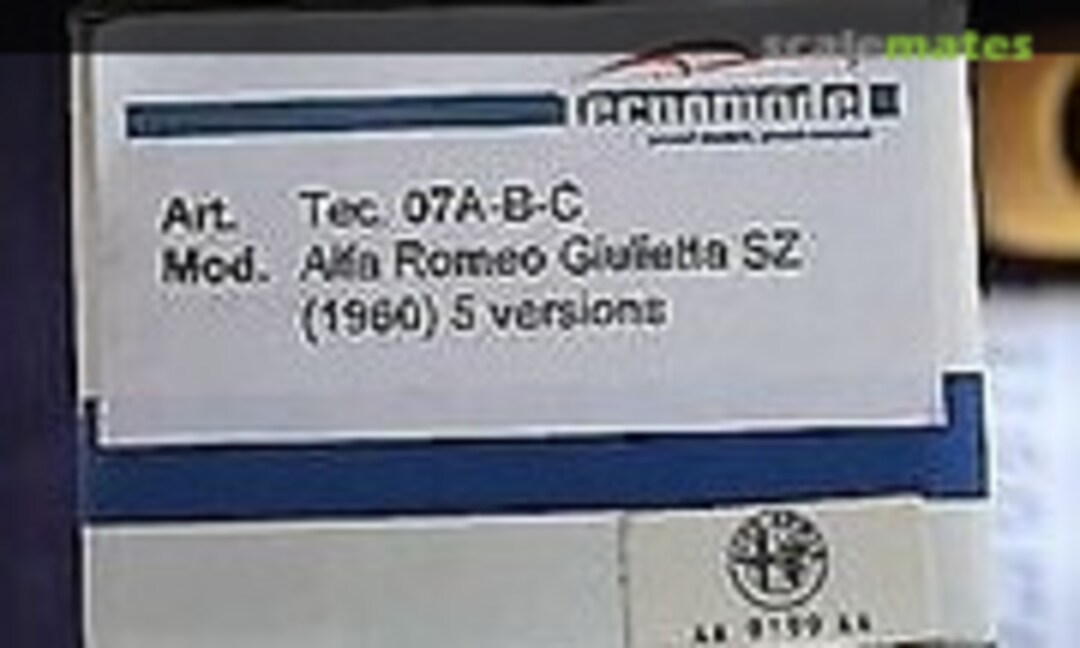 scalemates
Art. Tec. 07A-B-C
Mod. Alfa Romeo Giulietta SZ
(1960) 5 versions